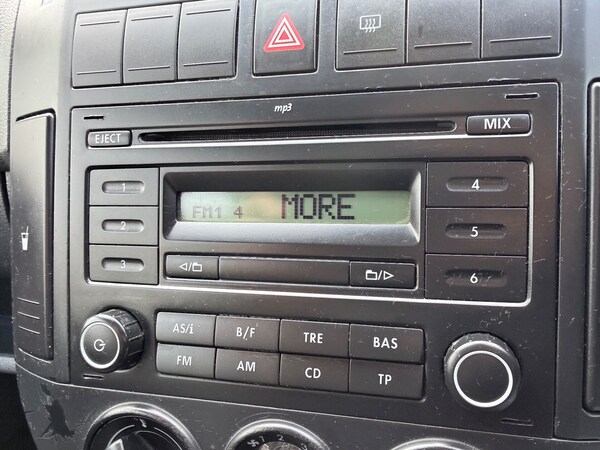 mp3
EJECT
MIX
1
2
3
FM1 4 MORE
4
5
6
AS/i B/F TRE BAS
FM AM CD TP